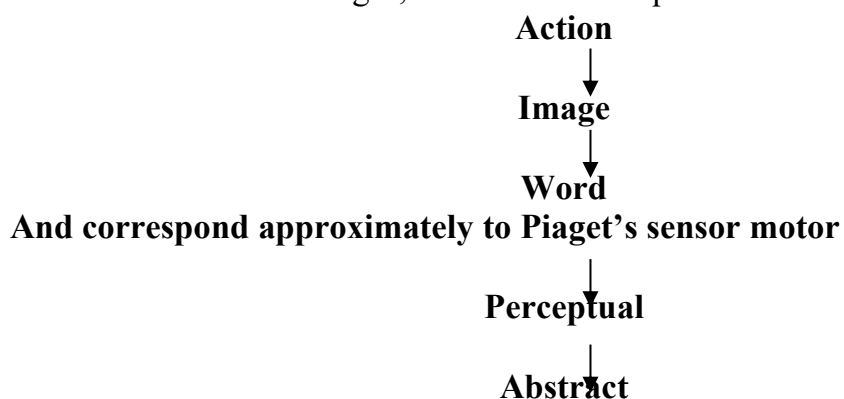 Action
Image
Word
And correspond approximately to Piaget's sensor motor
Perceptual
Abstract